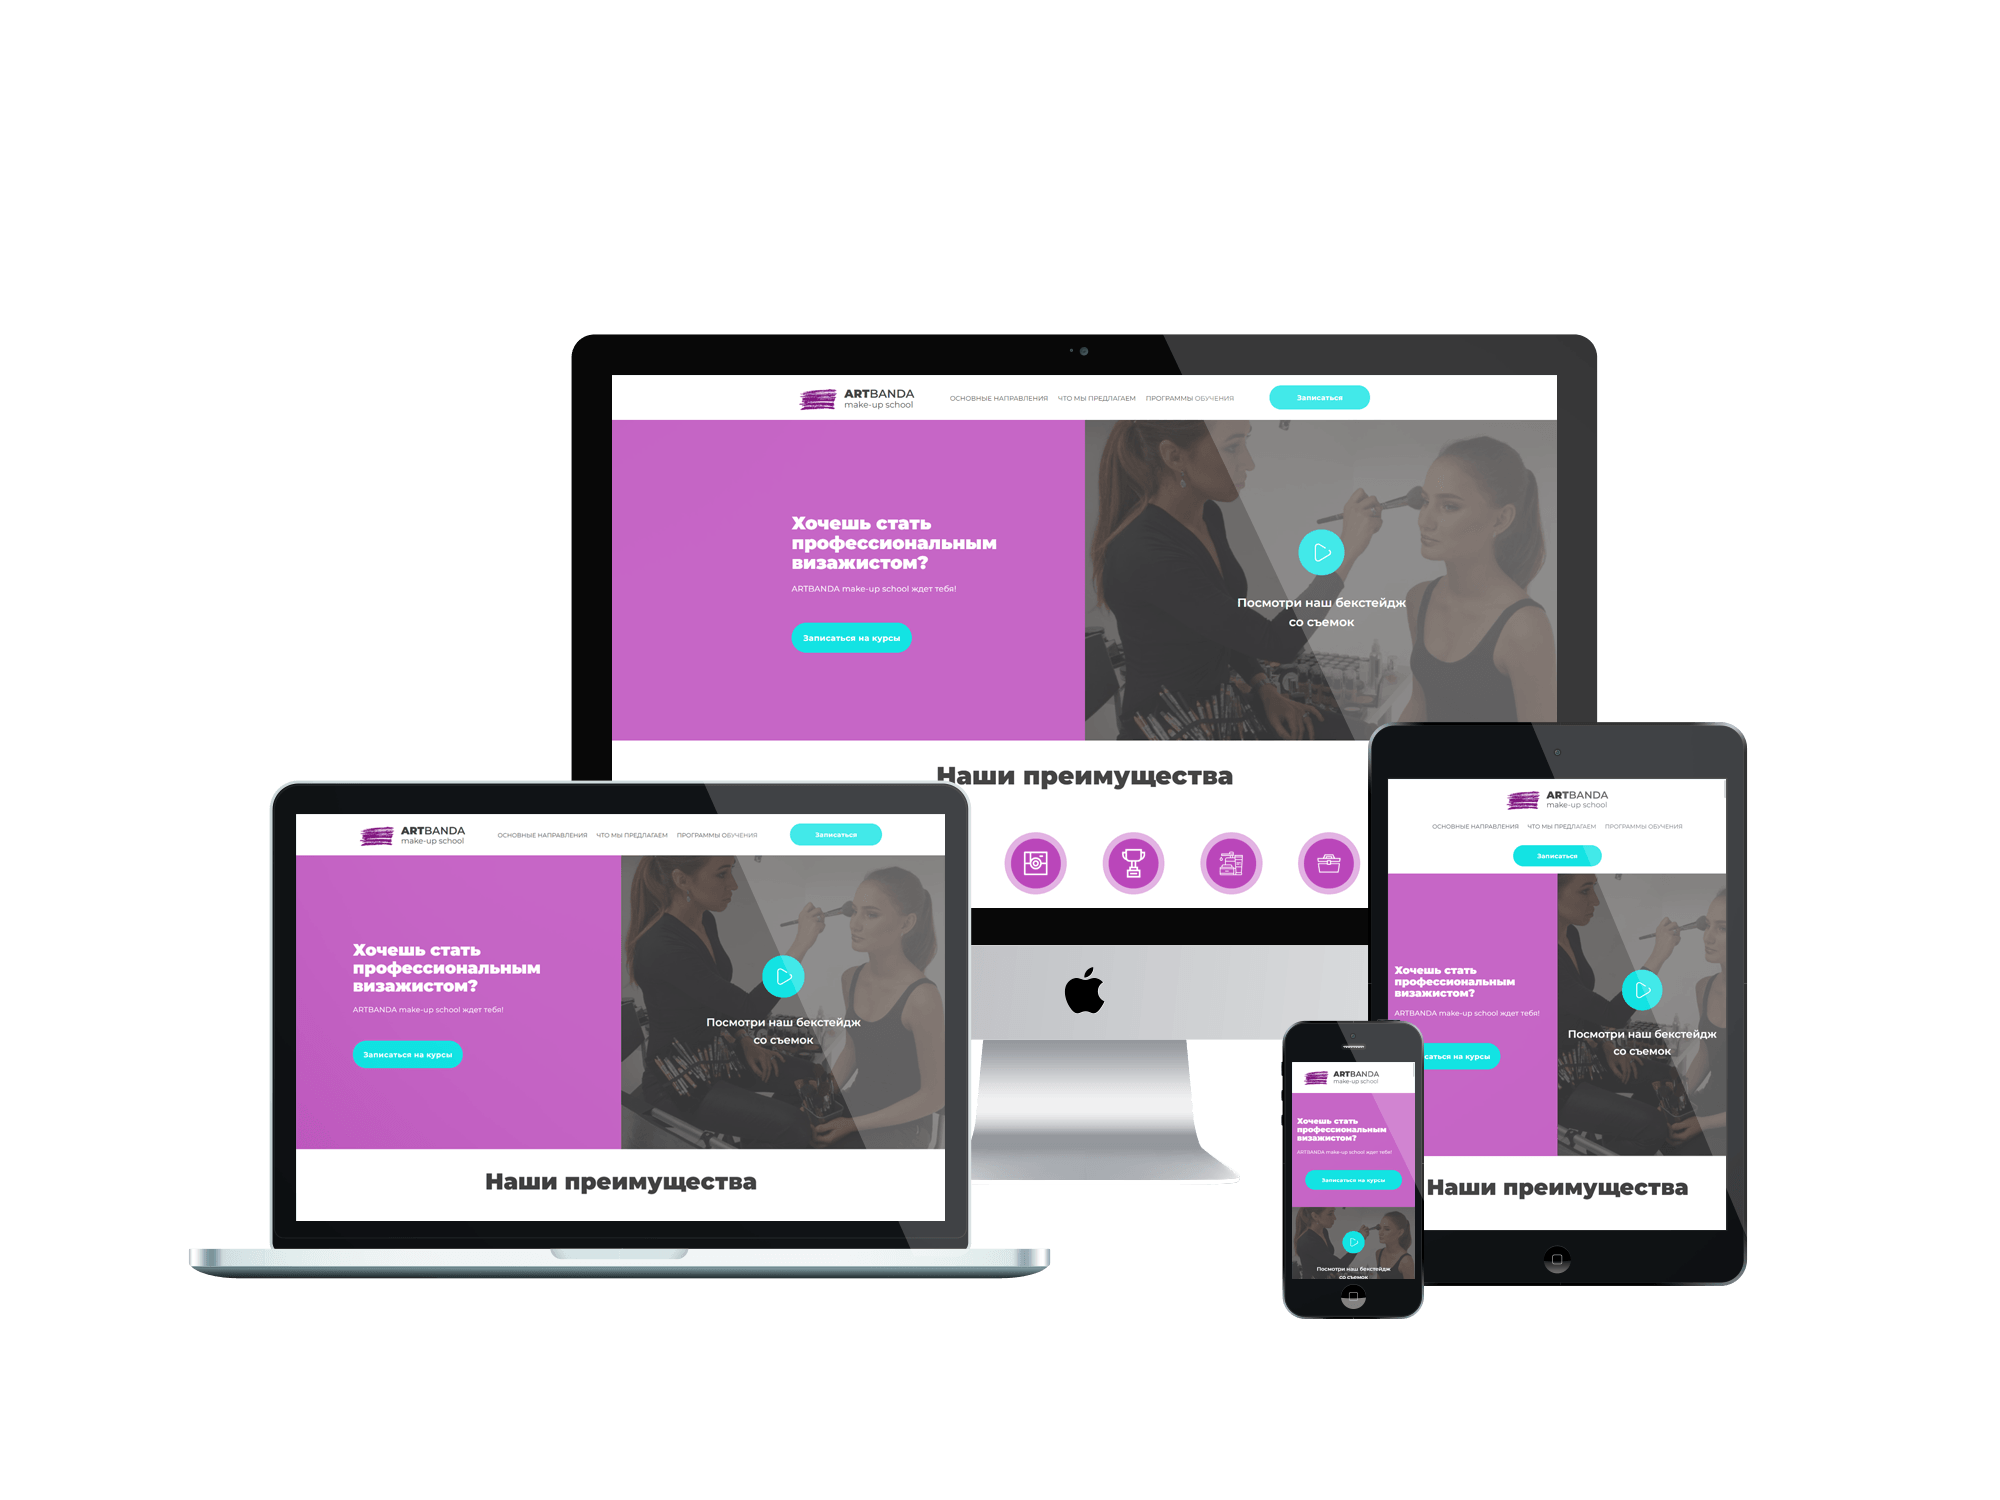 ARTBANDA
make-up school
ОСНОВНЫЕ НАПРАВЛЕНИЯ ЧТО МЫ ПРЕДЛАГАЕМ ПРОГРАММЫ ОБУЧЕНИЯ
Записаться
Хочешь стать
профессиональным
визажистом?
ARTBANDA make-up school ждет тебя!
Записаться на курсы
Посмотри наш бекстейдж
со съемок
Наши преимущества
ARTBANDA
make-up school
ОСНОВНЫЕ НАПРАВЛЕНИЯ ЧТО МЫ ПРЕДЛАГАЕМ ПРОГРАММЫ ОБУЧЕНИЯ
Записаться
Хочешь стать
профессиональным
визажистом?
ARTBANDA make-up school ждет тебя!
Записаться на курсы
Посмотри наш бекстейдж
со съемок
Наши преимущества
ARTBANDA
make-up school
ОСНОВНЫЕ НАПРАВЛЕНИЯ ЧТО МЫ ПРЕДЛАГАЕМ ПРОГРАММЫ ОБУЧЕНИЯ
Записаться
Хочешь стать
профессиональным
визажистом?
ARTBANDA make-up school ждет тебя!
саться на курсы
Посмотри наш бекстейдж
со съемок
Наши преимущества
ARTBANDA
make-up school
Хочешь стать
профессиональным
визажистом?
ARTBANDA make-up school ждет тебя!
Записаться на курсы
Посмотри наш бекстейдж
со съемок